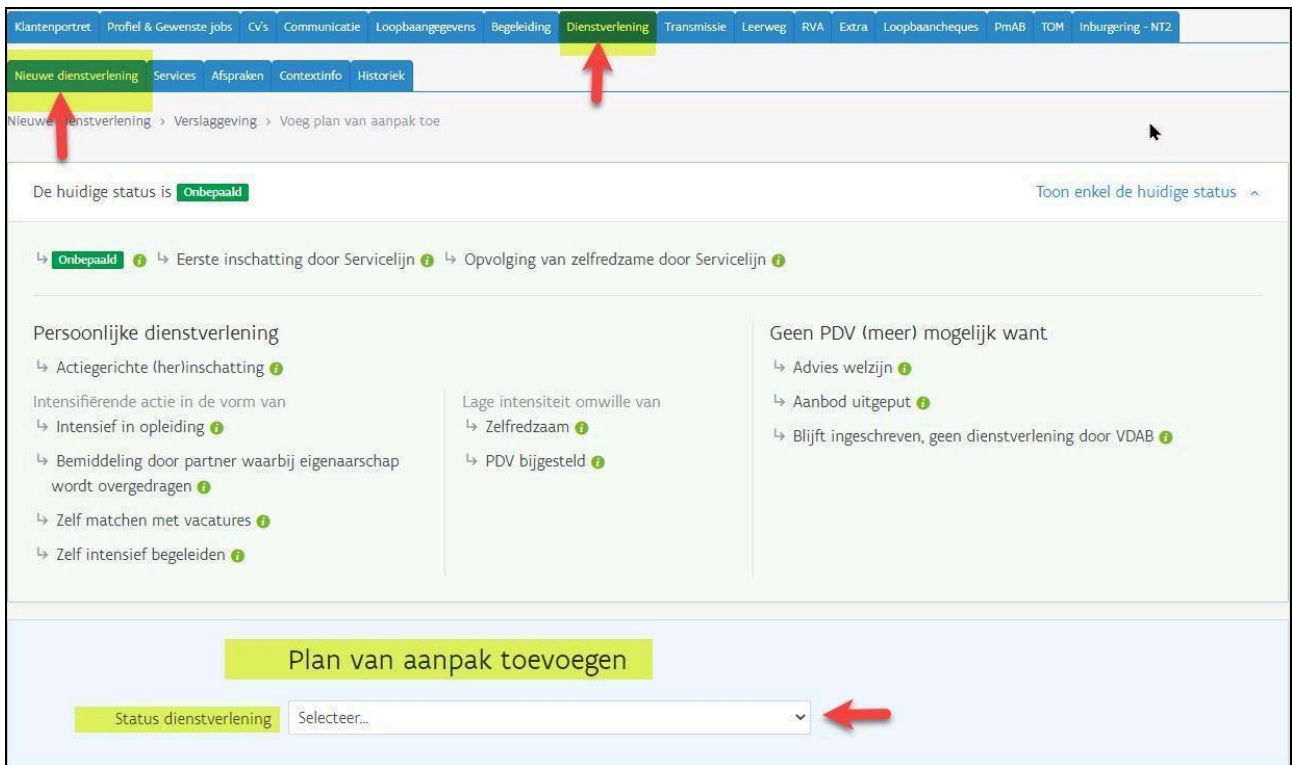 Klantenportret Profiel & Gewenste jobs Cv's Communicatie Loopbaangegevens Begeleiding Dienstverlening Transmissie Leerweg RVA Extra Loopbaancheques PmAB TOM Inburgering - NT2
Nieuwe dienstverlening Services Afspraken Contextinfo Historiek
Nieuwe dienstverlening > Verslaggeving > Voeg plan van aanpak toe
De huidige status is Onbepaald
Toon enkel de huidige status
Onbepaald Eerste inschatting door Servicelijn Opvolging van zelfredzame door Servicelijn
Persoonlijke dienstverlening
Actiegerichte (her)inschatting
Intensifiërende actie in de vorm van
Intensief in opleiding
Bemiddeling door partner waarbij eigenaarschap
wordt overgedragen
Zelf matchen met vacatures
Zelf intensief begeleiden
Lage intensiteit omwille van
Zelfredzaam
PDV bijgesteld
Geen PDV (meer) mogelijk want
Advies welzijn
Aanbod uitgeput
Blijft ingeschreven, geen dienstverlening door VDAB
Plan van aanpak toevoegen
Status dienstverlening Selecteer...